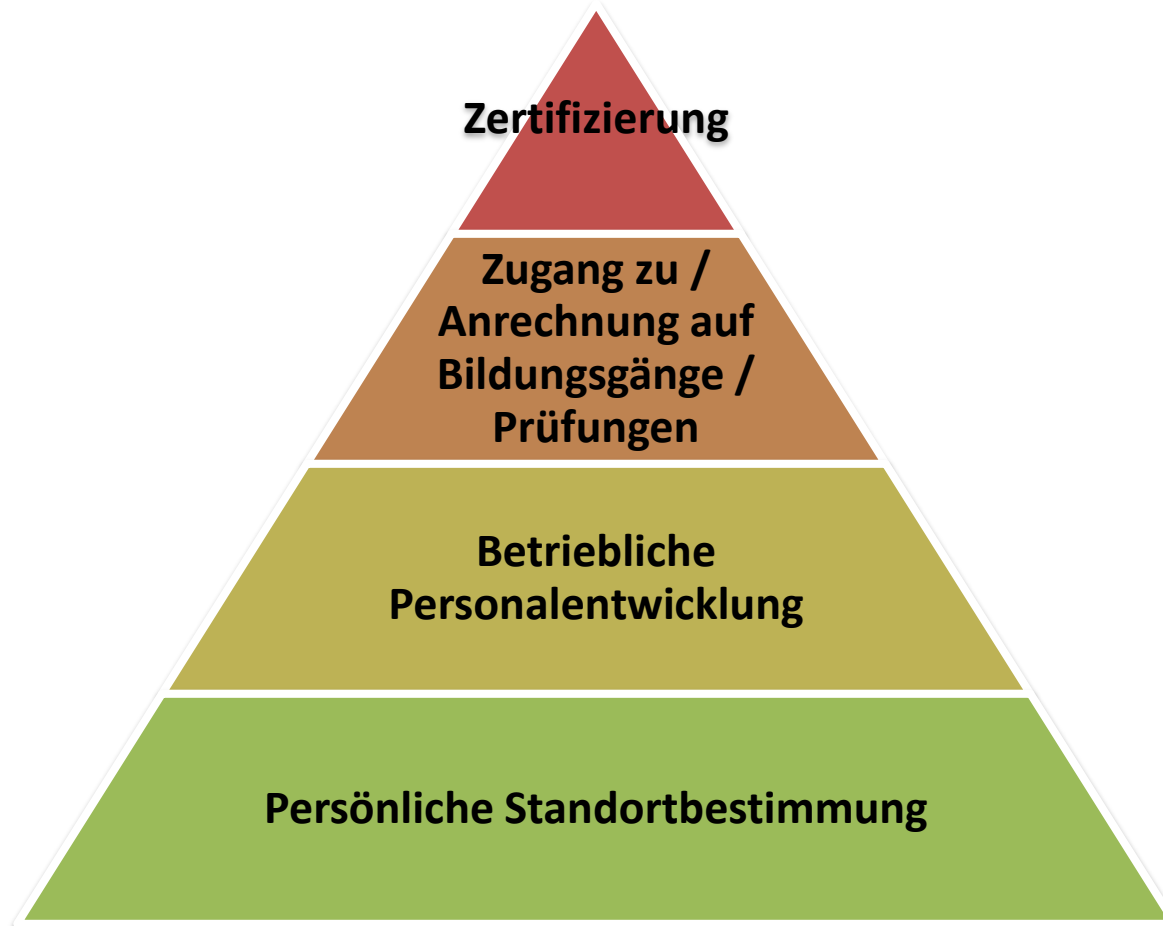 Zertifizierung
Zugang zu /
Anrechnung auf
Bildungsgänge /
Prüfungen
Betriebliche
Personalentwicklung
Persönliche Standortbestimmung